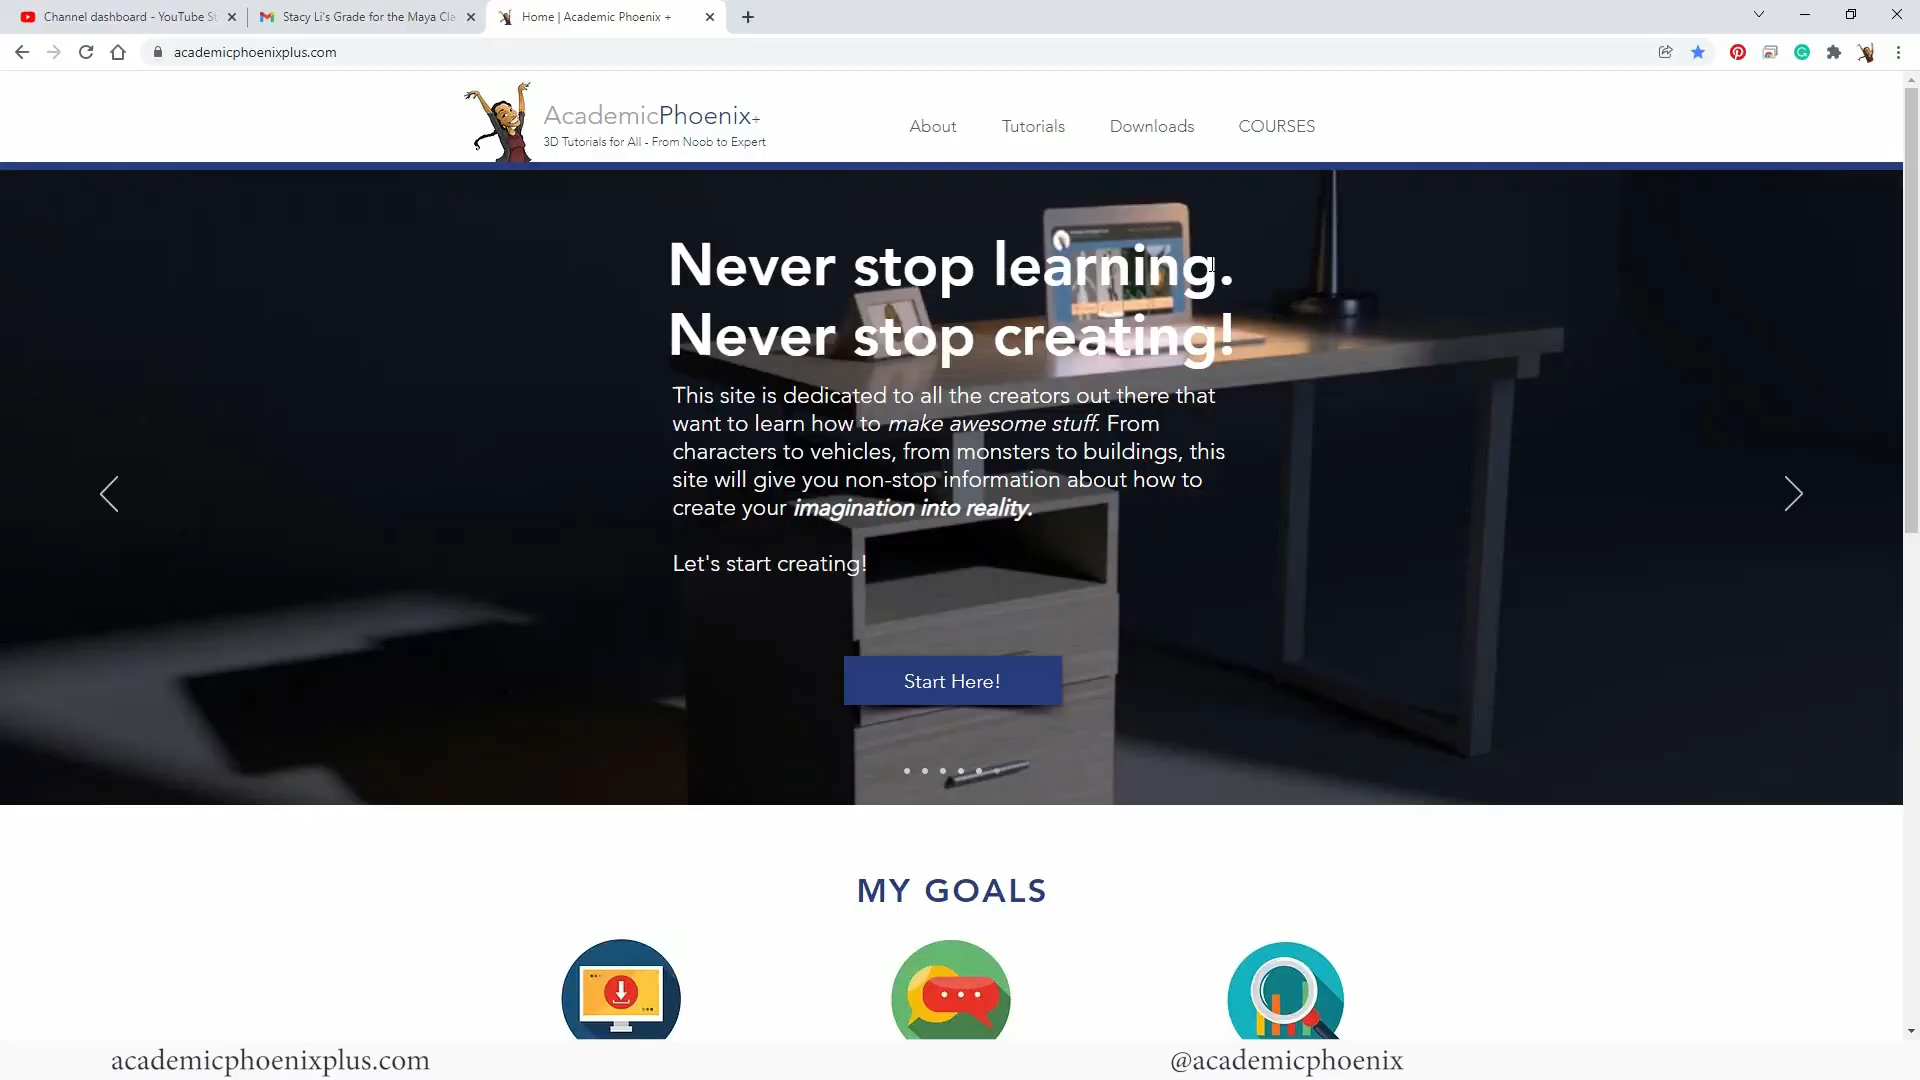 Channel dashboard - YouTube St
Stacy Li's Grade for the Maya Cla
Home | Academic Phoenix +
academicphoenixplus.com
AcademicPhoenix+
3D Tutorials for All - From Noob to Expert
About
Tutorials
Downloads
COURSES
Never stop learning.
Never stop creating!
This site is dedicated to all the creators out there that
want to learn how to make awesome stuff. From
characters to vehicles, from monsters to buildings, this
site will give you non-stop information about how to
create your imagination into reality.
Let's start creating!
Start Here!
MY GOALS
academicphoenixplus.com
@academicphoenix